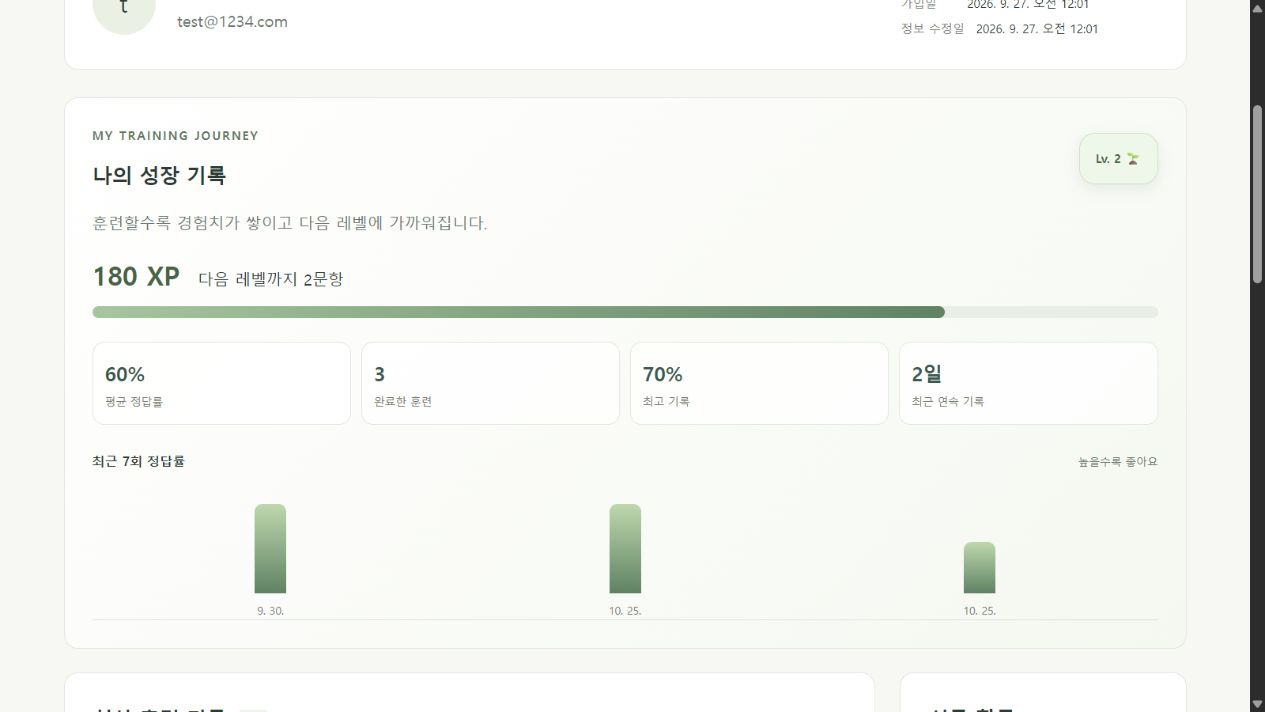 t
test@1234.com
가입일 2026. 9. 27. 오전 12:01
정보 수정일 2026. 9. 27. 오전 12:01
MY TRAINING JOURNEY
나의 성장 기록
Lv. 2
훈련할수록 경험치가 쌓이고 다음 레벨에 가까워집니다.
180 XP 다음 레벨까지 2문항
60%
평균 정답률
3
완료한 훈련
70%
최고 기록
2일
최근 연속 기록
최근 7회 정답률
높을수록 좋아요
9. 30.
10. 25.
10. 25.